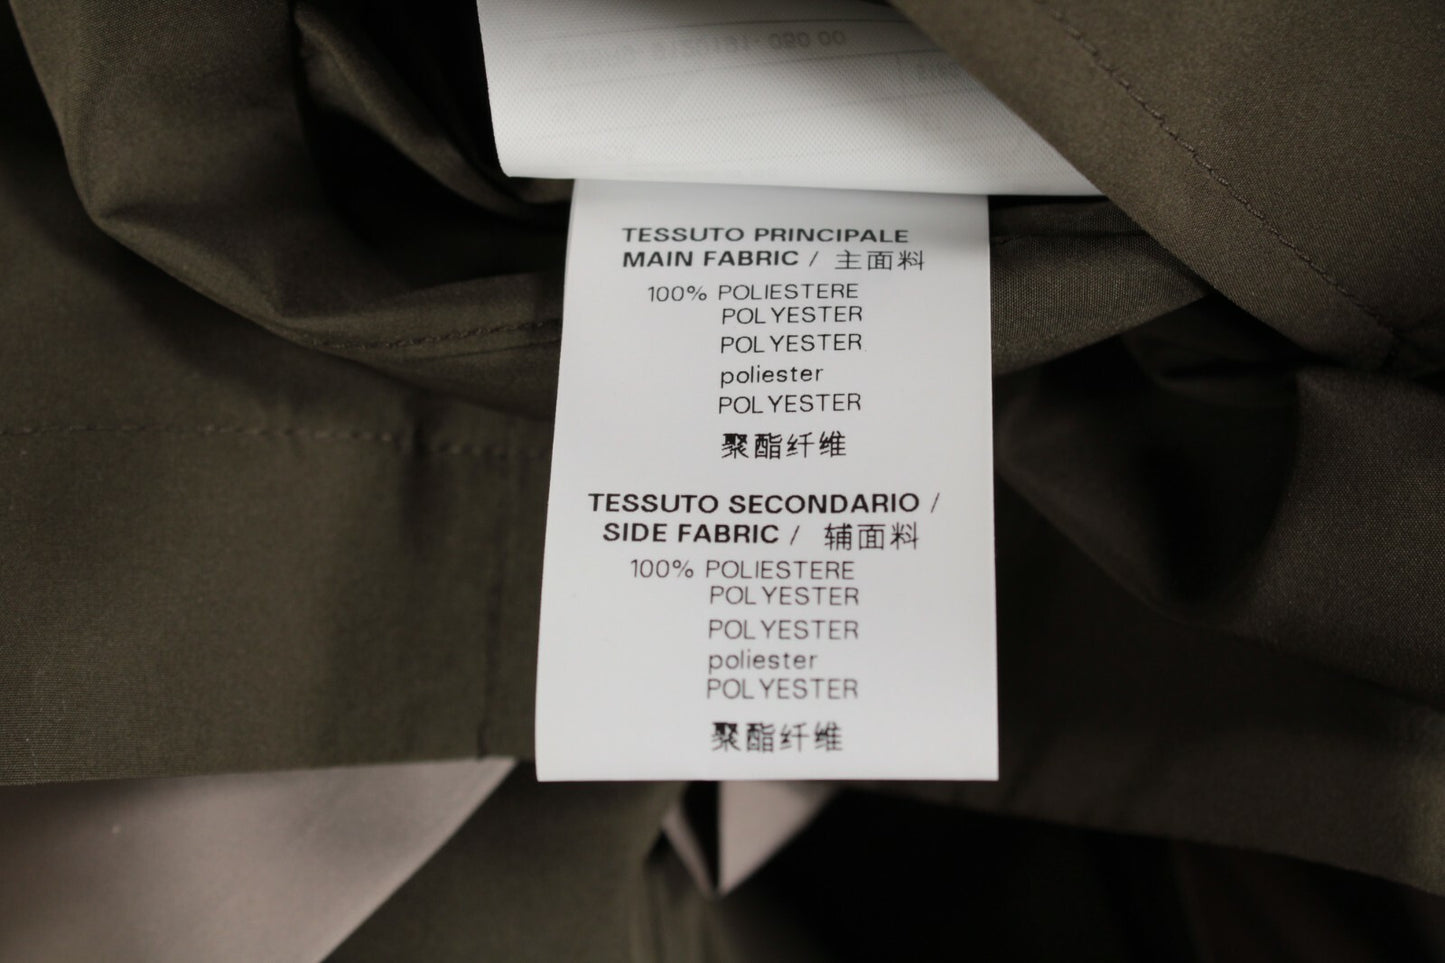 TESSUTO PRINCIPALE
MAIN FABRIC / 主面料
100% POLIESTERE
POLYESTER
POLYESTER
poliester
POLYESTER
聚酯纤维
TESSUTO SECONDARIO /
SIDE FABRIC / 辅面料
100% POLIESTERE
POLYESTER
POLYESTER
poliester
POLYESTER
聚酯纤维